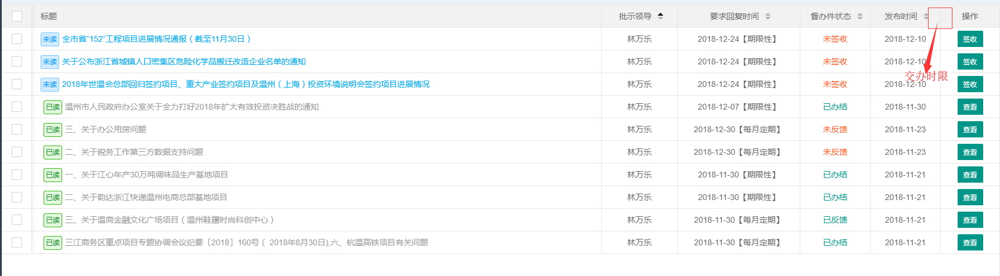 标题 批示领导 要求回复时间 督办件状态 发布时间 操作
未读 全市省“152”工程项目进展情况通报（截至11月30日） 林万乐 2018-12-24【期限性】 未签收 2018-12-10 签收
未读 关于公布浙江省城镇人口密集区危险化学品搬迁改造企业名单的通知 林万乐 2018-12-24【期限性】 未签收 2018-12-10 签收
交办时限
未读 2018年世温会总部回归签约项目、重大产业签约项目及温州（上海）投资环境说明会签约项目进展情况 林万乐 2018-12-24【期限性】 未签收 2018-12-10 签收
已读 温州市人民政府办公室关于全力打好2018年扩大有效投资决胜战的通知 林万乐 2018-12-07【期限性】 已办结 2018-11-30 查看
已读 三、关于办公用房问题 林万乐 2018-12-30【每月定期】 未反馈 2018-11-23 查看
已读 二、关于税务工作第三方数据支持问题 林万乐 2018-12-30【每月定期】 未反馈 2018-11-23 查看
已读 一、关于江心年产30万吨调味品生产基地项目 林万乐 2018-11-30【期限性】 已办结 2018-11-21 查看
已读 二、关于韵达浙江快递温州电商总部基地项目 林万乐 2018-11-30【期限性】 已办结 2018-11-21 查看
已读 三、关于温商金融文化广场项目（温州鞋履时尚科创中心） 林万乐 2018-11-30【每月定期】 已反馈 2018-11-21 查看
已读 三江商务区重点项目专题协调会议纪要〔2018〕160号（ 2018年8月30日),六、杭温高铁项目有关问题 林万乐 2018-11-30【每月定期】 已办结 2018-11-21 查看